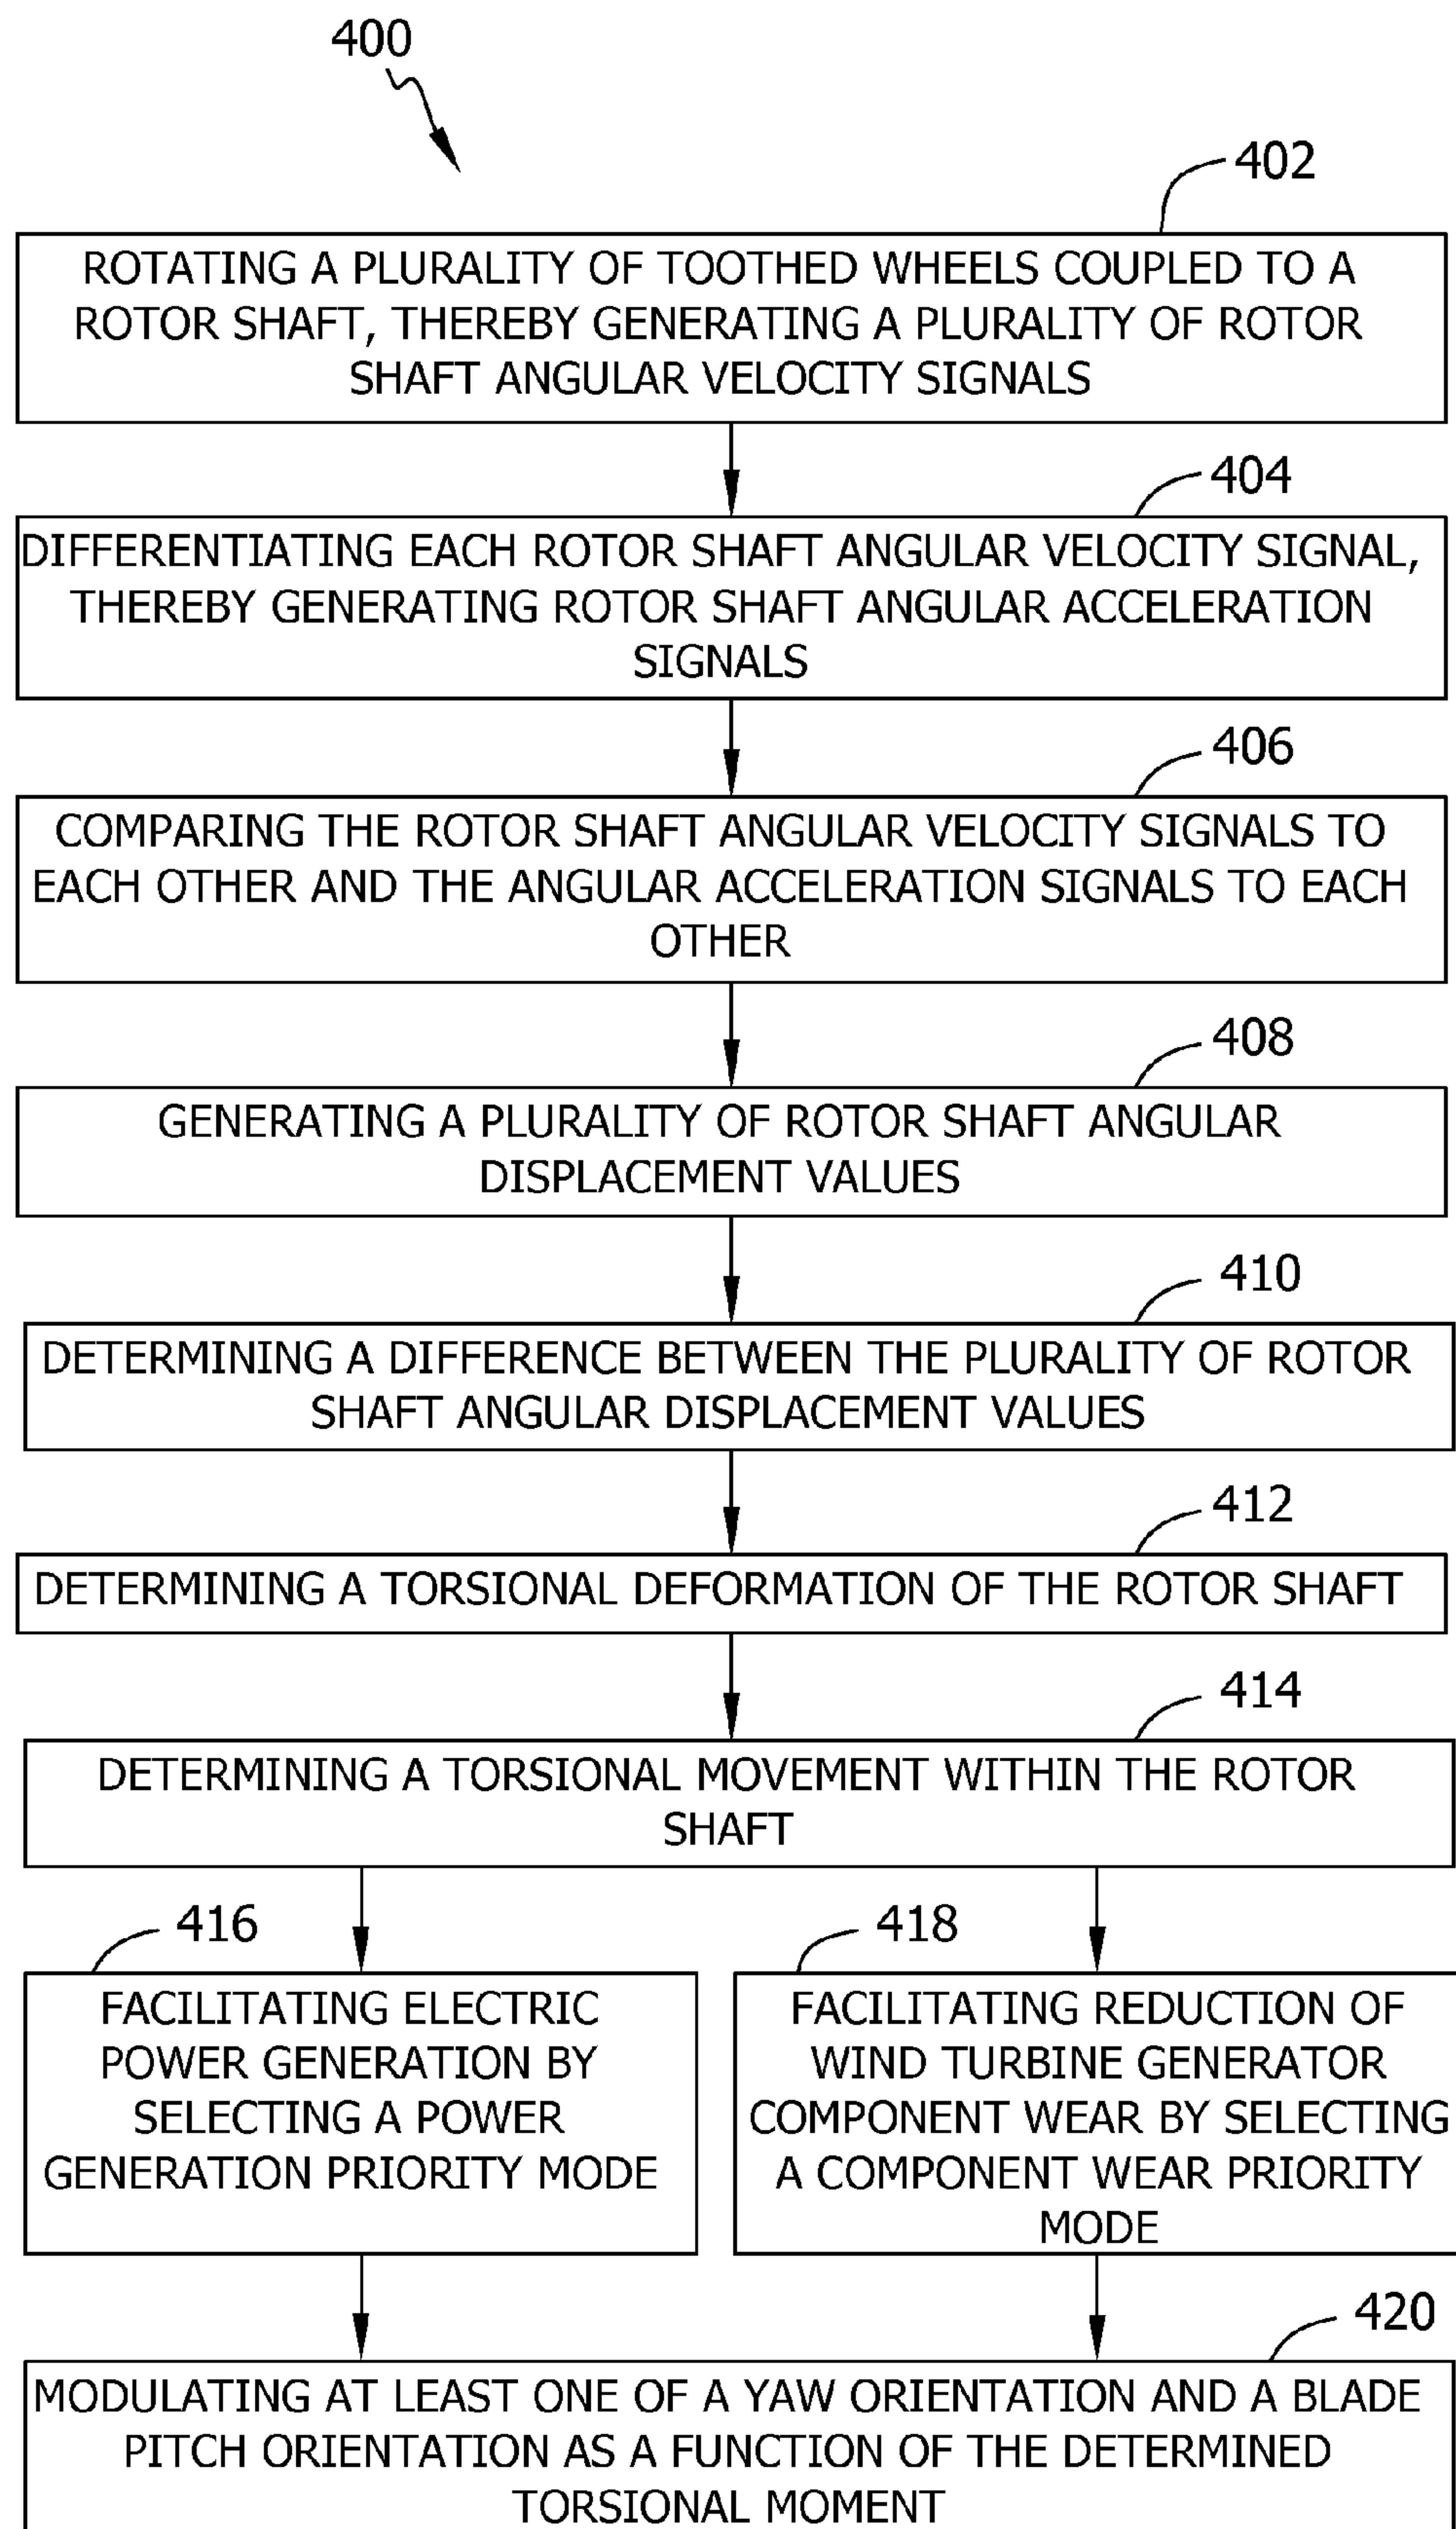 400
402
ROTATING A PLURALITY OF TOOTHED WHEELS COUPLED TO A
ROTOR SHAFT, THEREBY GENERATING A PLURALITY OF ROTOR
SHAFT ANGULAR VELOCITY SIGNALS
404
DIFFERENTIATING EACH ROTOR SHAFT ANGULAR VELOCITY SIGNAL,
THEREBY GENERATING ROTOR SHAFT ANGULAR ACCELERATION
SIGNALS
406
COMPARING THE ROTOR SHAFT ANGULAR VELOCITY SIGNALS TO
EACH OTHER AND THE ANGULAR ACCELERATION SIGNALS TO EACH
OTHER
408
GENERATING A PLURALITY OF ROTOR SHAFT ANGULAR
DISPLACEMENT VALUES
410
DETERMINING A DIFFERENCE BETWEEN THE PLURALITY OF ROTOR
SHAFT ANGULAR DISPLACEMENT VALUES
412
DETERMINING A TORSIONAL DEFORMATION OF THE ROTOR SHAFT
414
DETERMINING A TORSIONAL MOVEMENT WITHIN THE ROTOR
SHAFT
416
FACILITATING ELECTRIC
POWER GENERATION BY
SELECTING A POWER
GENERATION PRIORITY MODE
418
FACILITATING REDUCTION OF
WIND TURBINE GENERATOR
COMPONENT WEAR BY SELECTING
A COMPONENT WEAR PRIORITY
MODE
420
MODULATING AT LEAST ONE OF A YAW ORIENTATION AND A BLADE
PITCH ORIENTATION AS A FUNCTION OF THE DETERMINED
TORSIONAL MOMENT